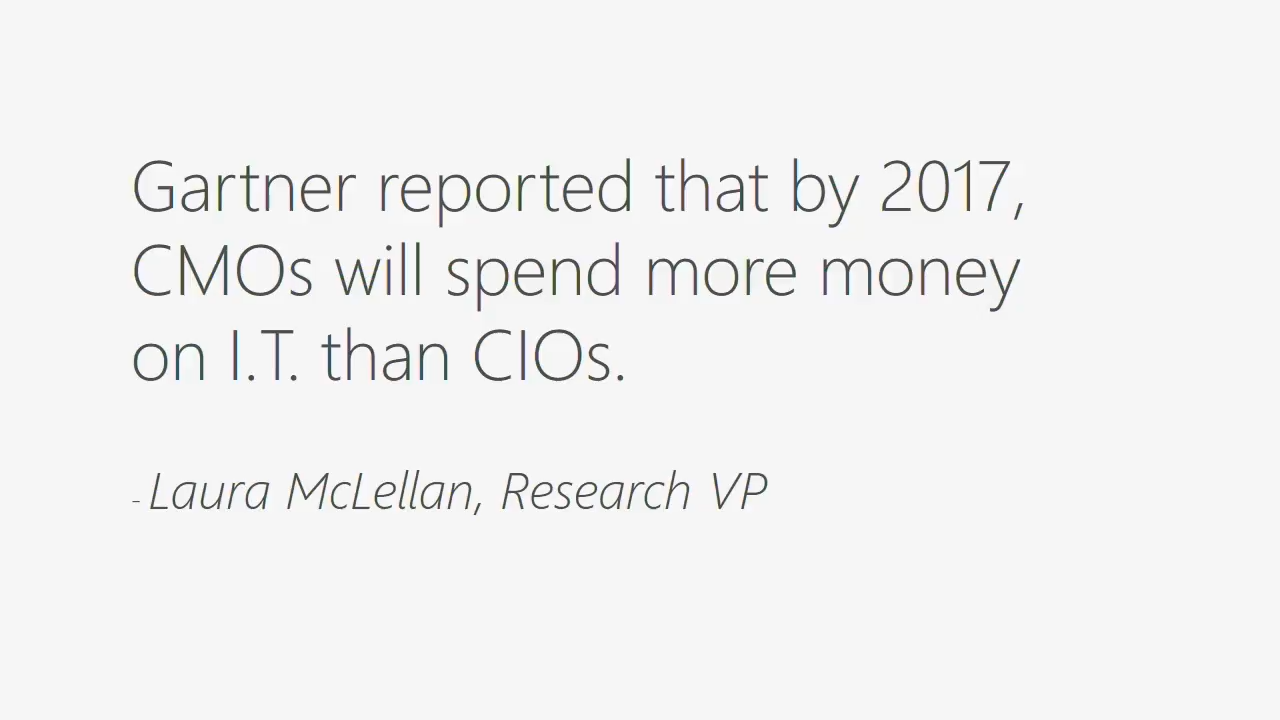 Gartner reported that by 2017,
CMOs will spend more money
on I.T. than CIOs.
- Laura McLellan, Research VP